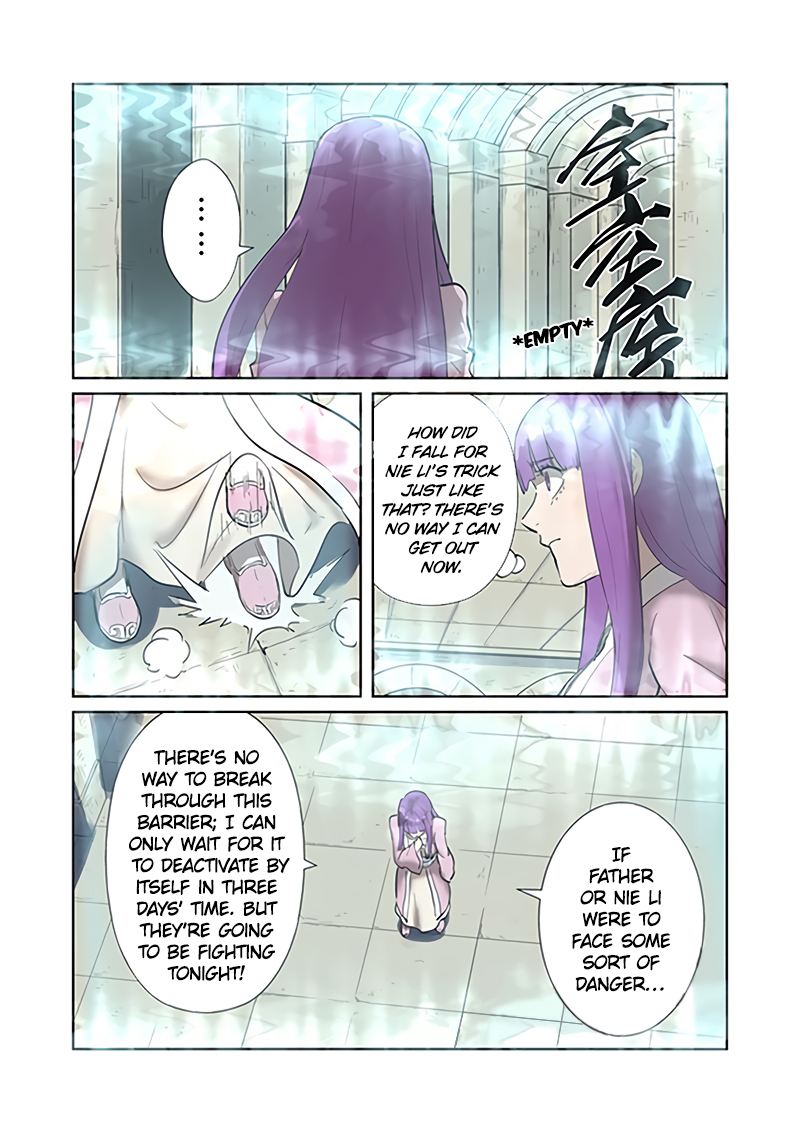 .....
空空空
*EMPTY*
HOW DID
I FALL FOR
NIE LI'S TRICK
JUST LIKE
THAT? THERE'S
NO WAY I CAN
GET OUT
NOW.
THERE'S NO
WAY TO BREAK
THROUGH THIS
BARRIER; I CAN
ONLY WAIT FOR IT
TO DEACTIVATE BY
ITSELF IN THREE
DAYS' TIME. BUT
THEY'RE GOING
TO BE FIGHTING
TONIGHT!
IF
FATHER
OR NIE LI
WERE TO
FACE SOME
SORT OF
DANGER...